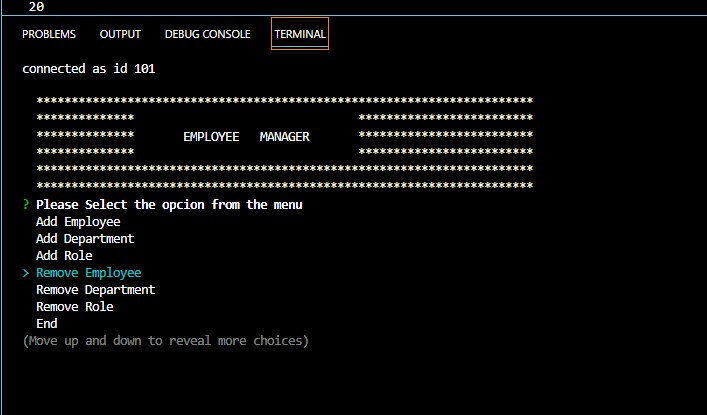 20
PROBLEMS OUTPUT DEBUG CONSOLE TERMINAL
connected as id 101
***********************************************************************
************** *************************
************** EMPLOYEE MANAGER *************************
************** *************************
***********************************************************************
***********************************************************************
? Please Select the opcion from the menu
Add Employee
Add Department
Add Role
> Remove Employee
Remove Department
Remove Role
End
(Move up and down to reveal more choices)